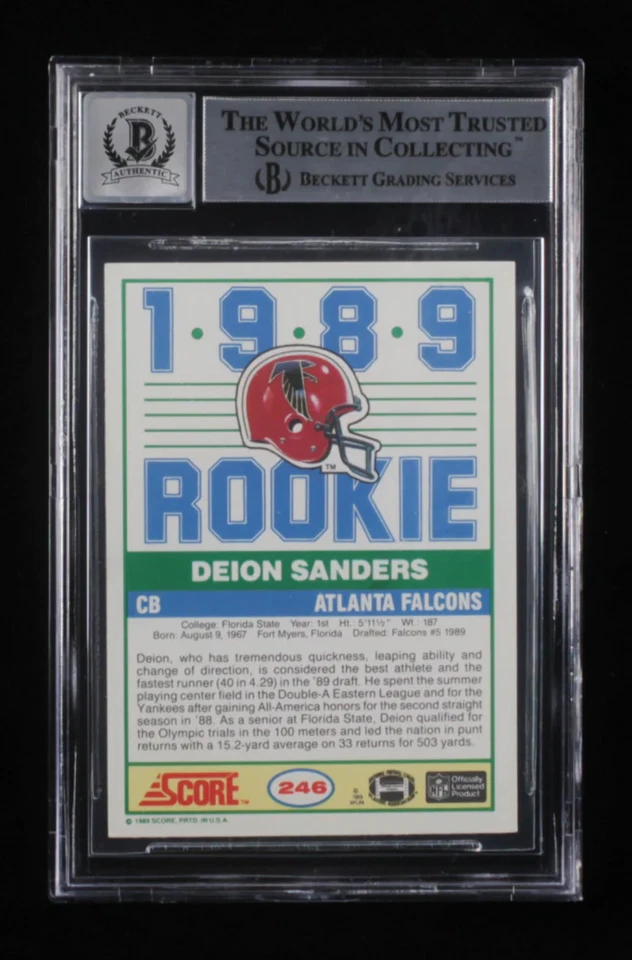 BECKETT
B
AUTHENTIC
THE WORLD'S MOST TRUSTED
SOURCE IN COLLECTING™
(B) BECKETT GRADING SERVICES
1·9·8·9
TM
ROOKIE
DEION SANDERS
CB ATLANTA FALCONS
College: Florida State Year: 1st Ht.: 5'11½" Wt.: 187
Born: August 9, 1967 Fort Myers, Florida Drafted: Falcons #5 1989
Deion, who has tremendous quickness, leaping ability and
change of direction, is considered the best athlete and the
fastest runner (40 in 4.29) in the '89 draft. He spent the summer
playing center field in the Double-A Eastern League and for the
Yankees after gaining All-America honors for the second straight
season in '88. As a senior at Florida State, Deion qualified for
the Olympic trials in the 100 meters and led the nation in punt
returns with a 15.2-yard average on 33 returns for 503 yards.
SCORE™ 246
NFL
Officially
Licensed
Product
© 1989 SCORE, PRTD. IN U.S.A.